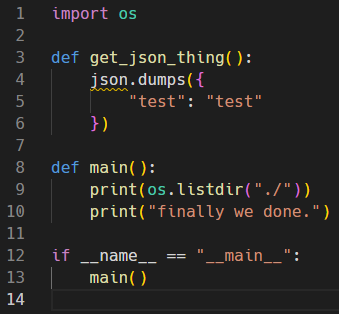 1 import os
2
3 def get_json_thing():
4     json.dumps({
5         "test": "test"
6     })
7
8 def main():
9     print(os.listdir("./"))
10     print("finally we done.")
11
12 if __name__ == "__main__":
13     main()
14